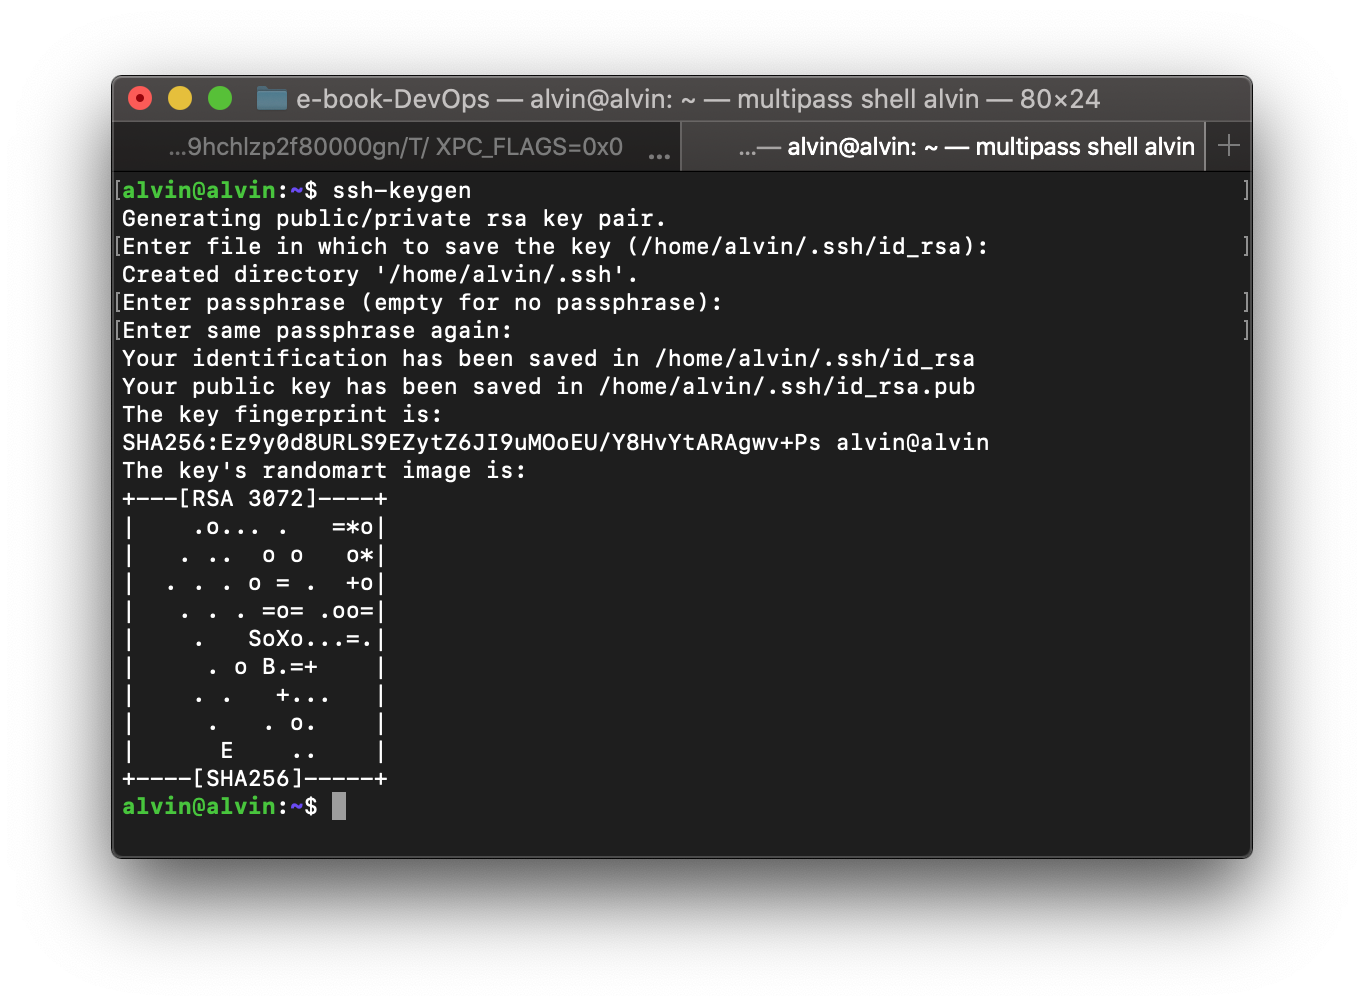 e-book-DevOps — alvin@alvin: ~ — multipass shell alvin — 80×24
...9hchlzp2f80000gn/T/ XPC_FLAGS=0x0 ... ...— alvin@alvin: ~ — multipass shell alvin +
[alvin@alvin:~$ ssh-keygen ]
Generating public/private rsa key pair.
[Enter file in which to save the key (/home/alvin/.ssh/id_rsa): ]
Created directory '/home/alvin/.ssh'.
[Enter passphrase (empty for no passphrase): ]
[Enter same passphrase again: ]
Your identification has been saved in /home/alvin/.ssh/id_rsa
Your public key has been saved in /home/alvin/.ssh/id_rsa.pub
The key fingerprint is:
SHA256:Ez9y0d8URLS9EZytZ6JI9uMOoEU/Y8HvYtARAgwv+Ps alvin@alvin
The key's randomart image is:
+---[RSA 3072]----+
|    .o... .   =*o|
|   . ..  o o   o*|
|  . . . o = .  +o|
|   . . . =o= .oo=|
|    .   SoXo...=.|
|     . o B.=+    |
|    . .   +...   |
|     .   . o.    |
|      E    ..    |
+----[SHA256]-----+
alvin@alvin:~$